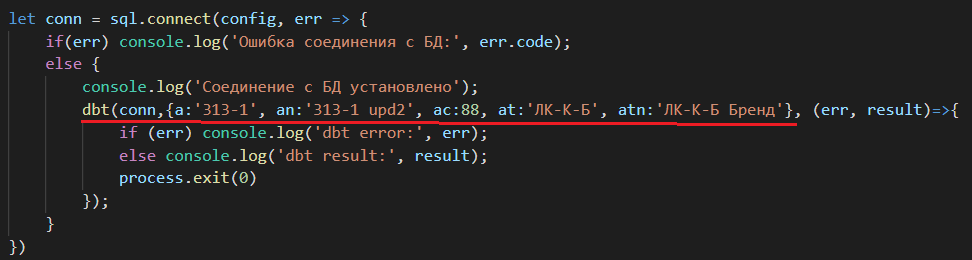 let conn = sql.connect(config, err => {
if(err) console.log('Ошибка соединения с БД:', err.code);
else {
console.log('Соединение с БД установлено');
dbt(conn,{a:'313-1', an:'313-1 upd2', ac:88, at:'ЛК-К-Б', atn:'ЛК-К-Б Бренд'}, (err, result)=>{
if (err) console.log('dbt error:', err);
else console.log('dbt result:', result);
process.exit(0)
});
}
})